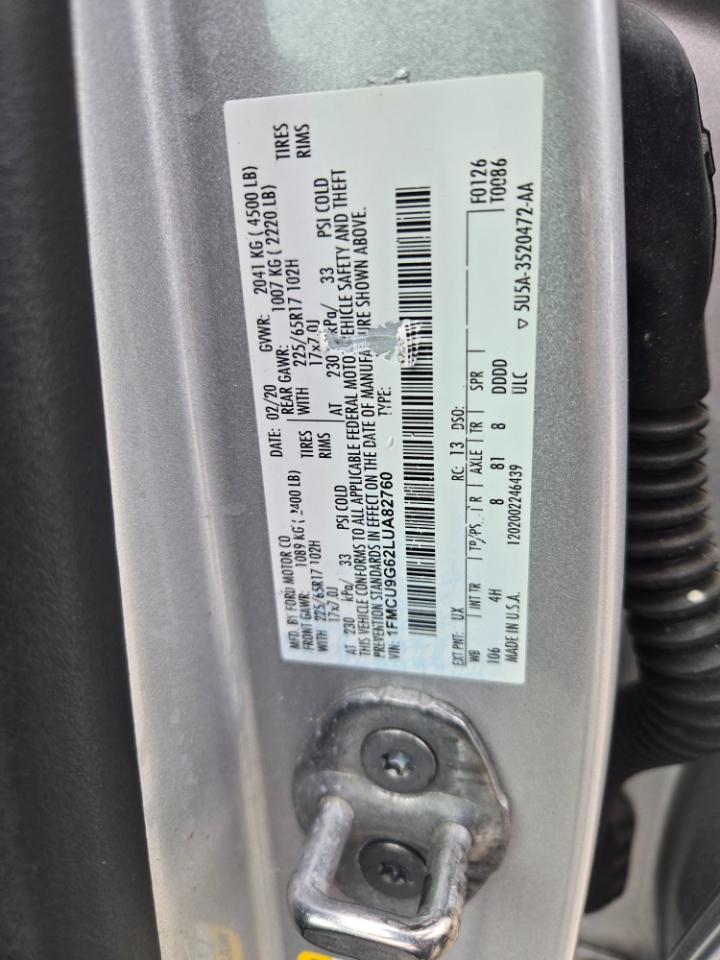 MFD. BY FORD MOTOR CO
DATE: 02/20 GVWR: 2041 KG ( 4500 LB)
FRONT GAWR: 1089 KG ( 2400 LB) REAR GAWR: 1007 KG ( 2220 LB)
WITH 225/65R17 102H TIRES WITH 225/65R17 102H TIRES
17x7.0J RIMS 17x7.0J RIMS
AT 230 kPa/ 33 PSI COLD AT 230 kPa/ 33 PSI COLD
THIS VEHICLE CONFORMS TO ALL APPLICABLE FEDERAL MOTOR VEHICLE SAFETY AND THEFT
PREVENTION STANDARDS IN EFFECT ON THE DATE OF MANUFACTURE SHOWN ABOVE.
VIN: 1FMCU9G62LUA82760 TYPE:
EXT PNT: UX RC: 13 DSO: F0126
WB INT TR TP/PS R AXLE TR SPR T0086
106 4H 8 81 8 DDDD
MADE IN U.S.A. 1202002246439 ULC
▽ 5U5A-3520472-AA